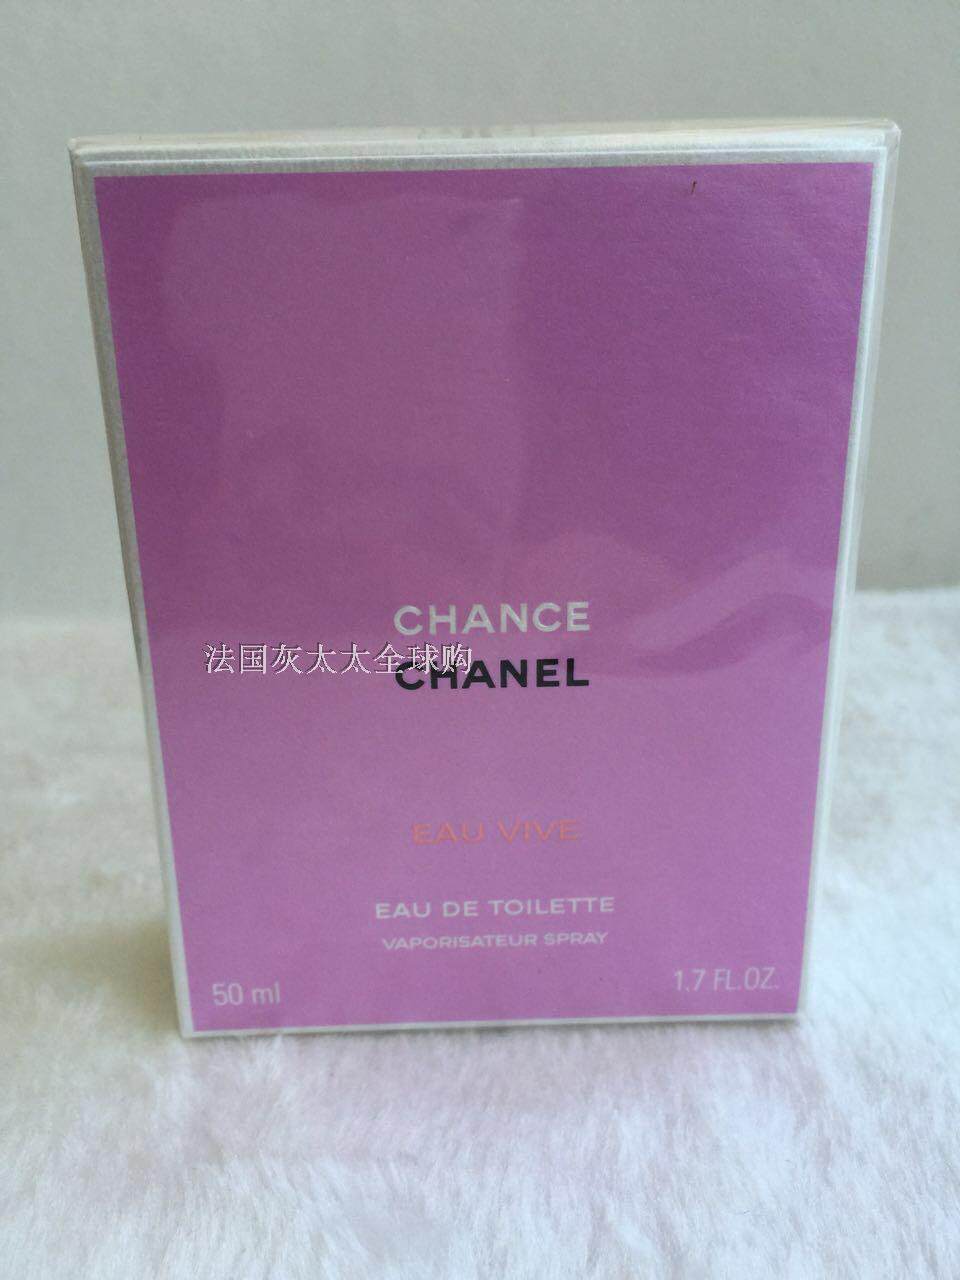 CHANCE
法国灰太太全球购
CHANEL
EAU VIVE
EAU DE TOILETTE
VAPORISATEUR SPRAY
50 ml
1.7 FL.OZ.